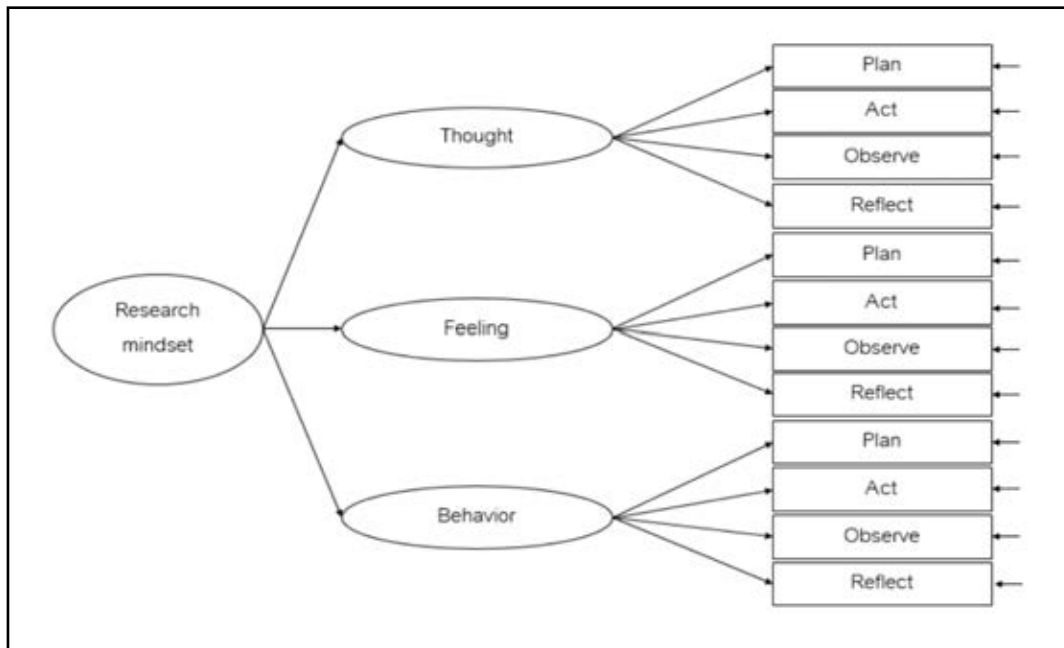 Research
mindset
Thought
Plan
Act
Observe
Reflect
Feeling
Plan
Act
Observe
Reflect
Behavior
Plan
Act
Observe
Reflect